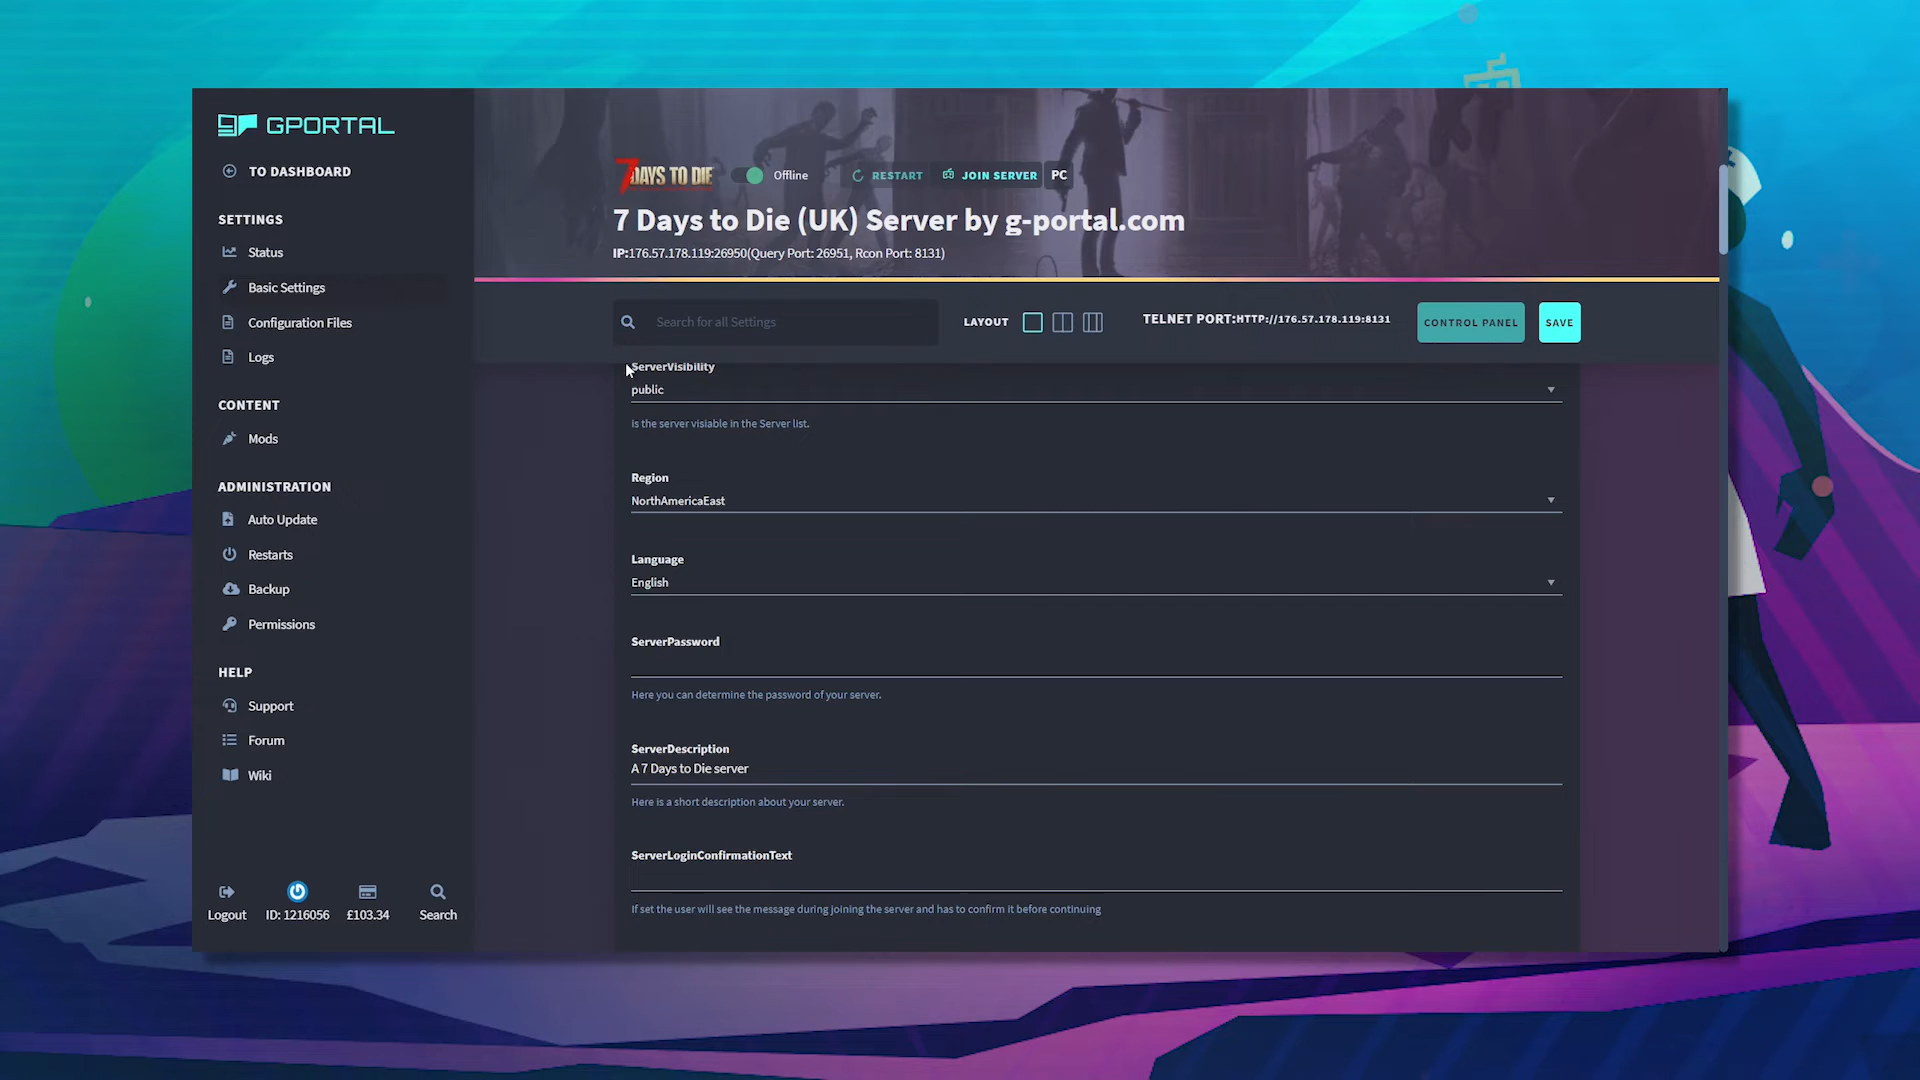 GPORTAL
TO DASHBOARD
SETTINGS
Status
Basic Settings
Configuration Files
Logs
CONTENT
Mods
ADMINISTRATION
Auto Update
Restarts
Backup
Permissions
HELP
Support
Forum
Wiki
Logout
ID: 1216056
£103.34
Search
7 DAYS TO DIE
Offline
RESTART
JOIN SERVER
PC
7 Days to Die (UK) Server by g-portal.com
IP:176.57.178.119:26950(Query Port: 26951, Rcon Port: 8131)
Search for all Settings
LAYOUT
TELNET PORT:HTTP://176.57.178.119:8131
CONTROL PANEL
SAVE
ServerVisibility
public
is the server visiable in the Server list.
Region
NorthAmericaEast
Language
English
ServerPassword
Here you can determine the password of your server.
ServerDescription
A 7 Days to Die server
Here is a short description about your server.
ServerLoginConfirmationText
If set the user will see the message during joining the server and has to confirm it before continuing